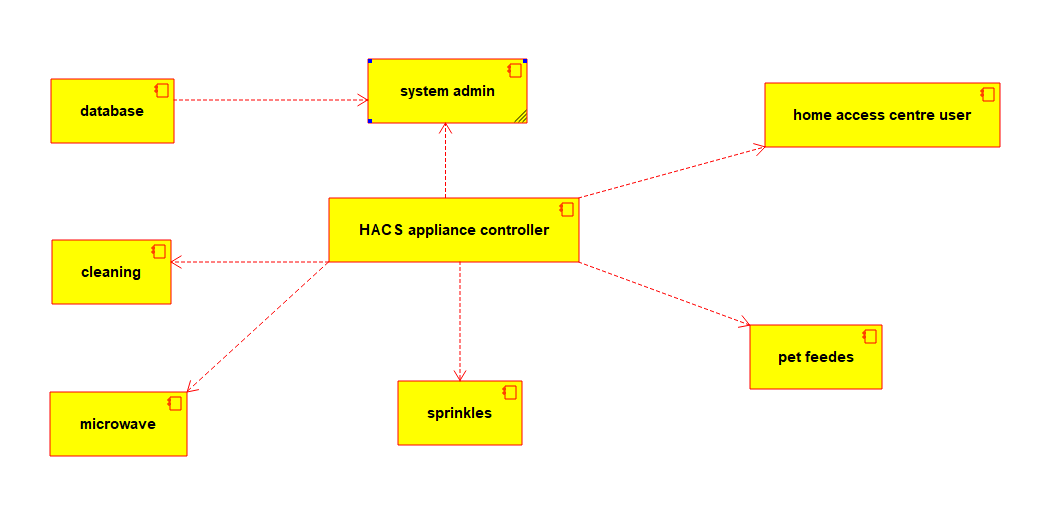 system admin
database
home access centre user
HACS appliance controller
cleaning
pet feedes
sprinkles
microwave